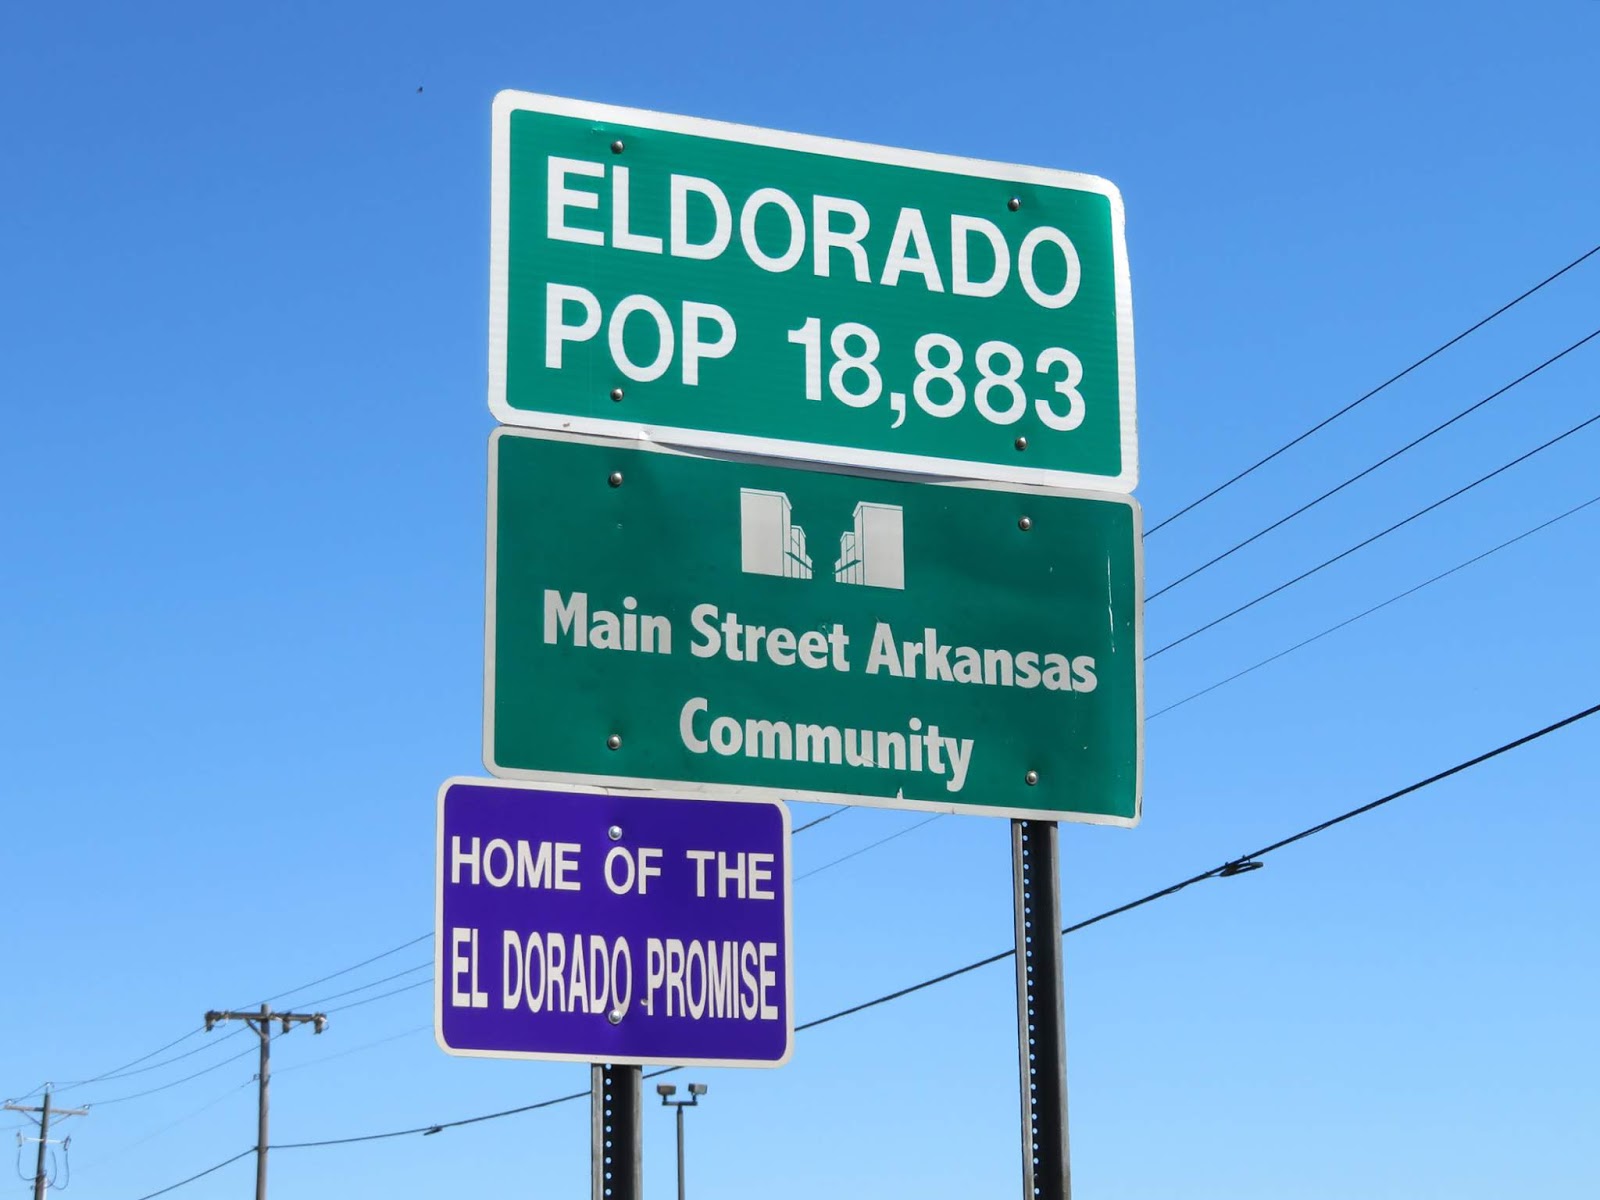 ELDORADO
POP 18,883
Main Street Arkansas
Community
HOME OF THE
EL DORADO PROMISE